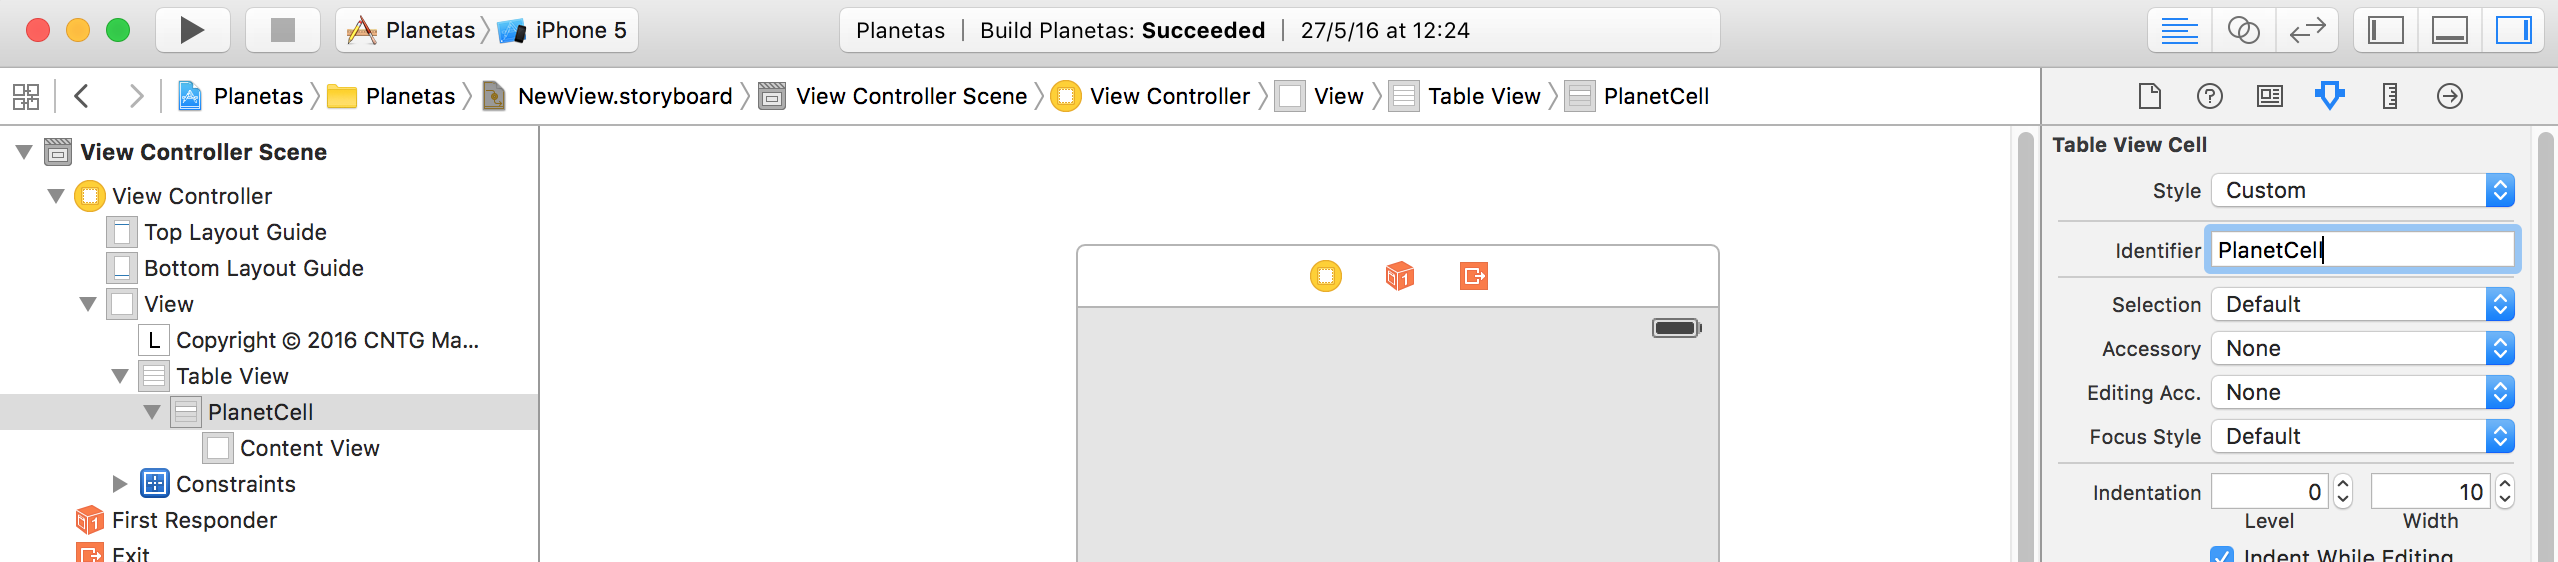 Planetas iPhone 5
Planetas Build Planetas: Succeeded 27/5/16 at 12:24
Planetas Planetas NewView.storyboard View Controller Scene View Controller View Table View PlanetCell
View Controller Scene
View Controller
Top Layout Guide
Bottom Layout Guide
View
L Copyright © 2016 CNTG Ma...
Table View
PlanetCell
Content View
Constraints
1 First Responder
Exit
1
Table View Cell
Style Custom
Identifier PlanetCell
Selection Default
Accessory None
Editing Acc. None
Focus Style Default
Indentation 0 10
Level Width
Indent While Editing